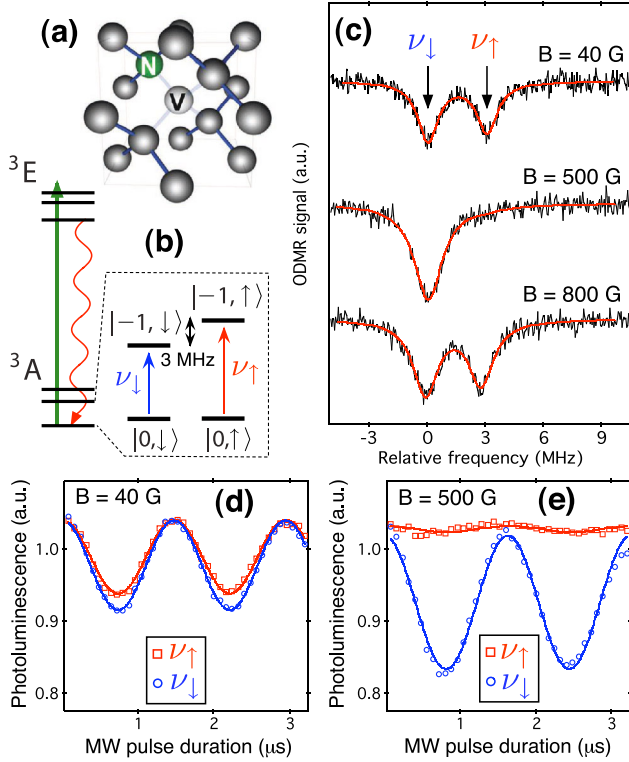 (a)
N
V
³E
(b)
|−1,↑⟩
|−1,↓⟩
3 MHz
ν↓
ν↑
³A
|0,↓⟩
|0,↑⟩
(c)
ν↓
ν↑
B = 40 G
B = 500 G
B = 800 G
ODMR signal (a.u.)
-3
0
3
6
9
Relative frequency (MHz)
B = 40 G
(d)
Photoluminescence (a.u.)
1.0
0.9
0.8
ν↑
ν↓
1
2
3
MW pulse duration (μs)
B = 500 G
(e)
Photoluminescence (a.u.)
1.0
0.9
0.8
ν↑
ν↓
1
2
3
MW pulse duration (μs)